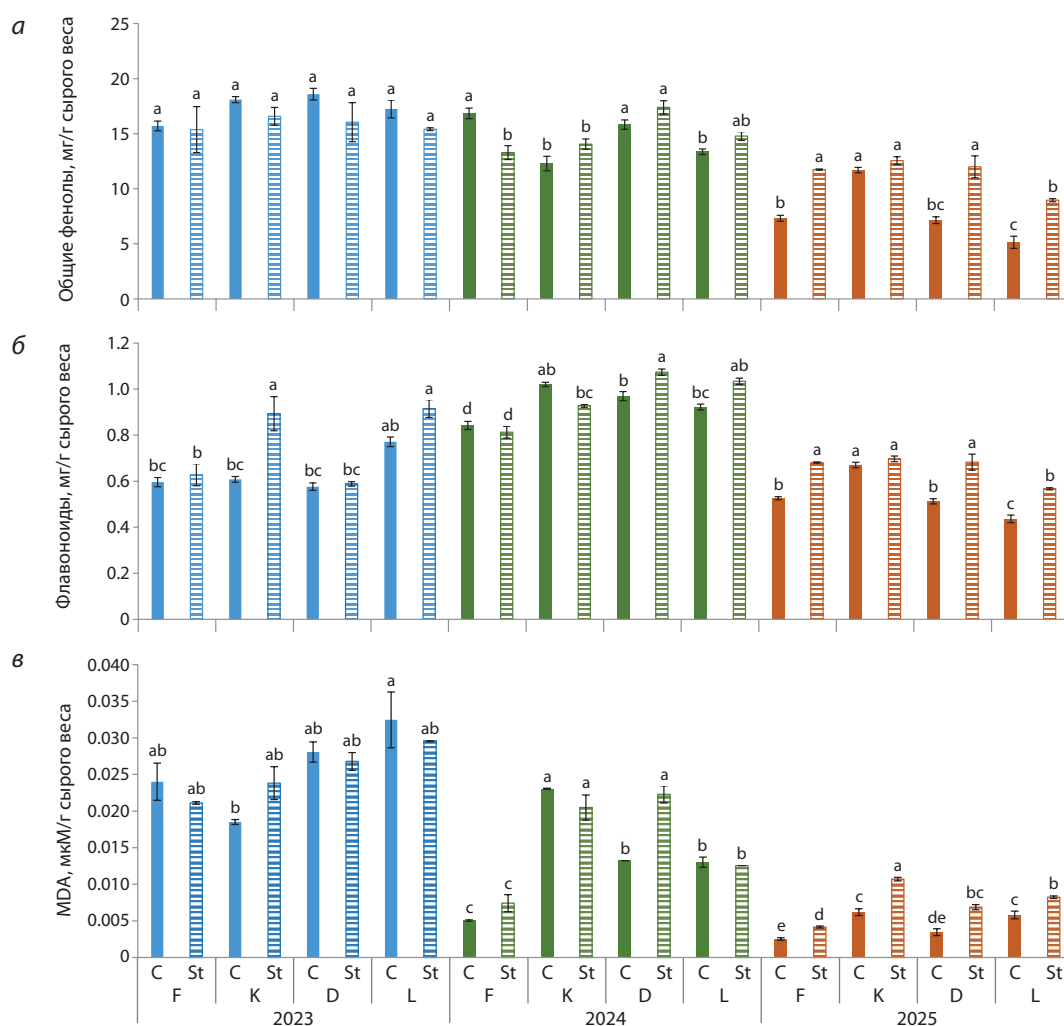 а
Общие фенолы, мг/г сырого веса
25
20
15
10
5
0
a a a a a a a a a b b b a a b ab b a a a bc a c b
б
Флавоноиды, мг/г сырого веса
1.2
1.0
0.8
0.6
0.4
0.2
0
bc b bc a bc bc ab a d d ab bc b a b ab b a a a b a c b
в
MDA, мкМ/г сырого веса
0.040
0.035
0.030
0.025
0.020
0.015
0.010
0.005
0
ab ab b ab ab ab a ab c c a a b a b b e d c a de bc c b
C St C St C St C St C St C St C St C St C St C St C St C St
F K D L F K D L F K D L
2023 2024 2025